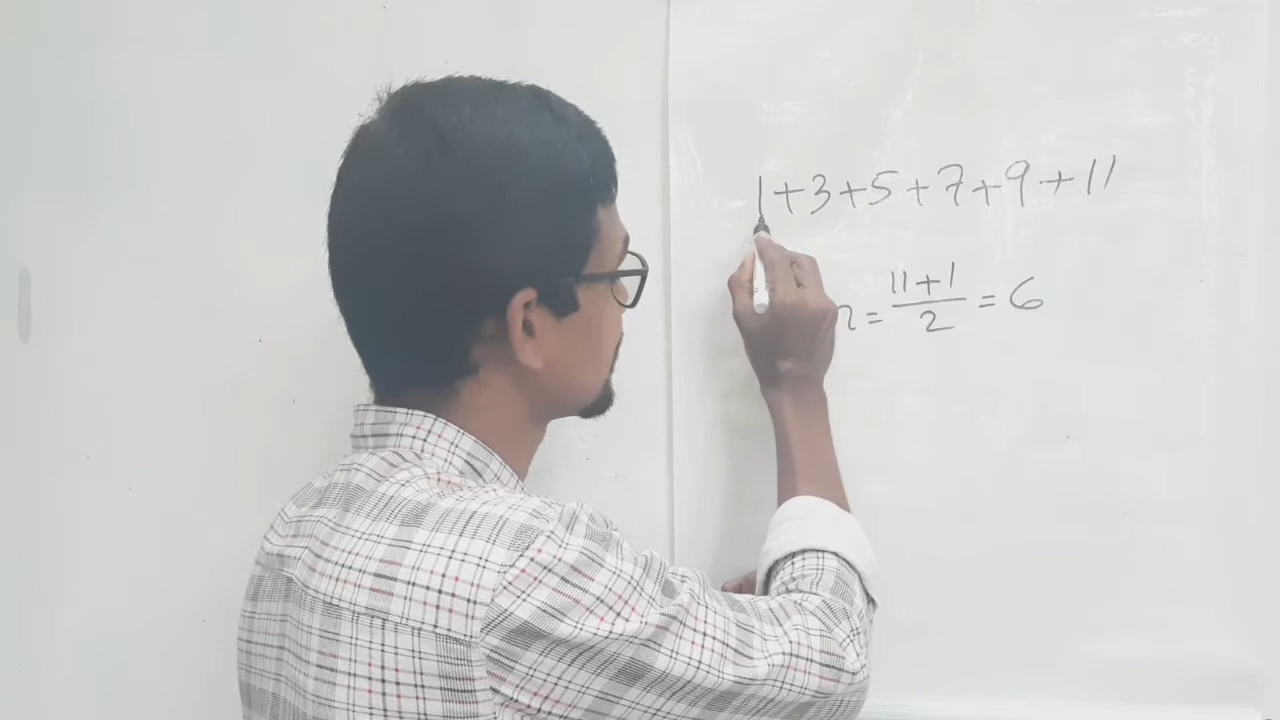 1+3+5+7+9+11
n = (11+1)/2 = 6